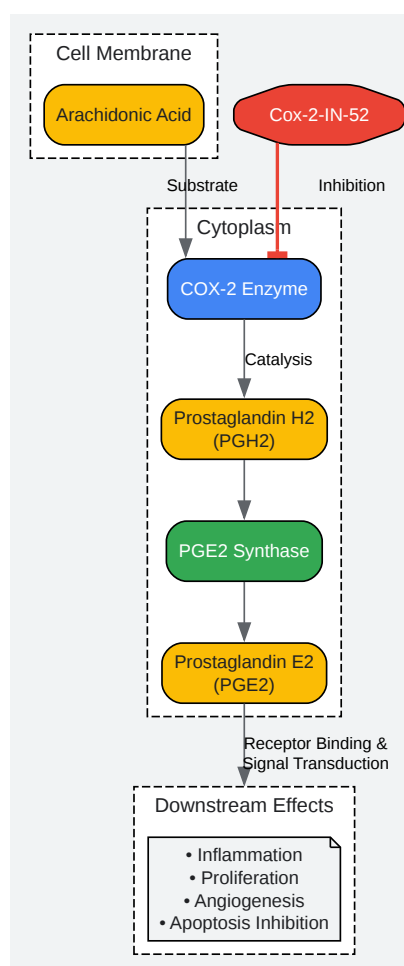 Cell Membrane
Arachidonic Acid
Cox-2-IN-52
Substrate
Inhibition
Cytoplasm
COX-2 Enzyme
Catalysis
Prostaglandin H2
(PGH2)
PGE2 Synthase
Prostaglandin E2
(PGE2)
Receptor Binding &
Signal Transduction
Downstream Effects
• Inflammation
• Proliferation
• Angiogenesis
• Apoptosis Inhibition